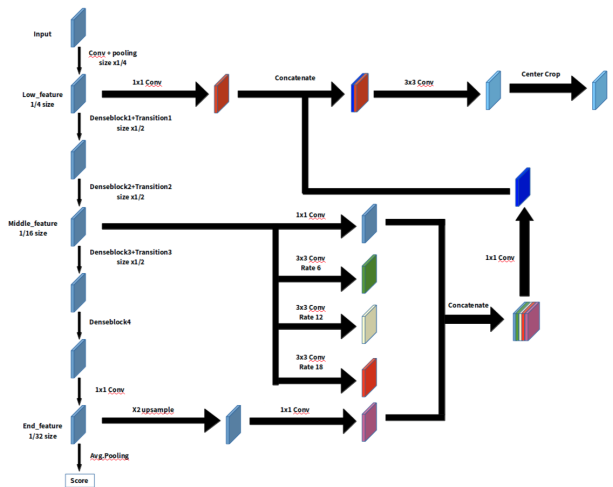 Input
Conv + pooling
size x1/4
Low_feature
1/4 size
1x1 Conv
Concatenate
3x3 Conv
Center Crop
Denseblock1+Transition1
size x1/2
Denseblock2+Transition2
size x1/2
Middle_feature
1/16 size
1x1 Conv
Denseblock3+Transition3
size x1/2
3x3 Conv
Rate 6
1x1 Conv
3x3 Conv
Rate 12
Concatenate
Denseblock4
3x3 Conv
Rate 18
1x1 Conv
X2 upsample
1x1 Conv
End_feature
1/32 size
Avg.Pooling
Score